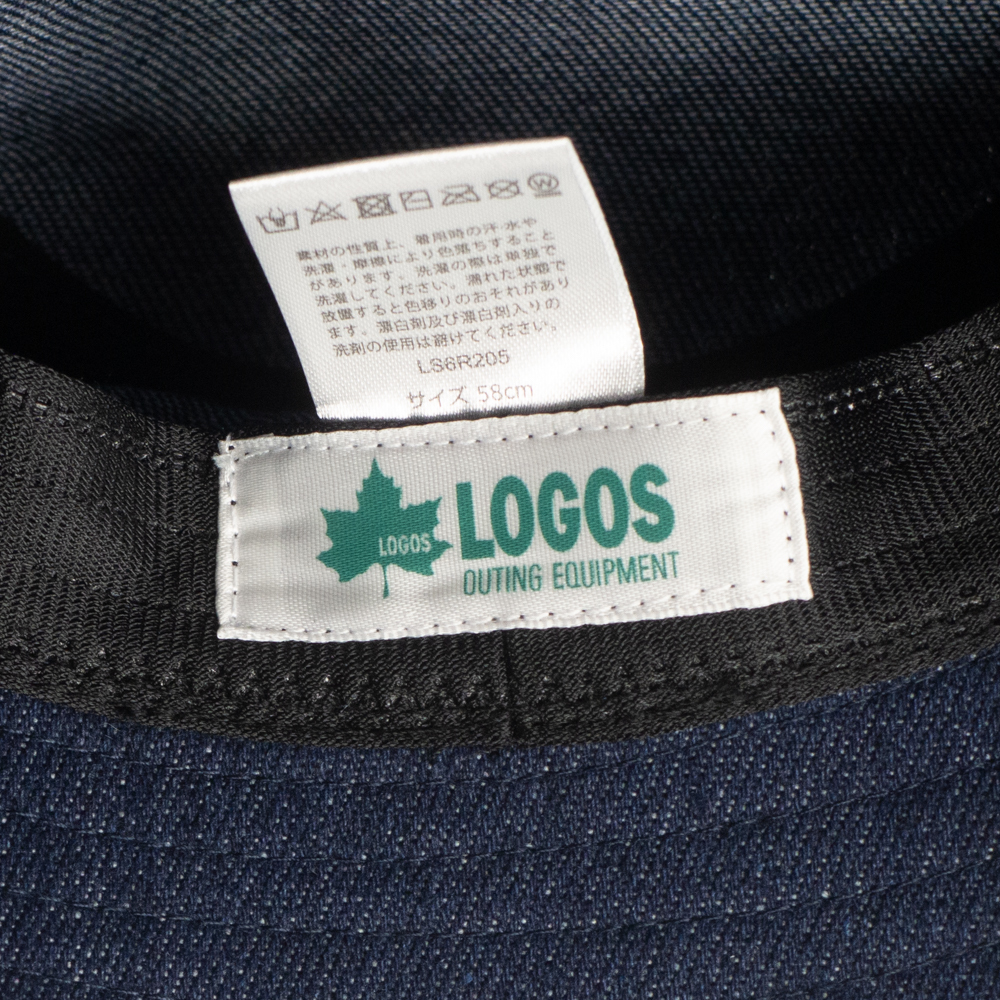 素材の性質上、着用時の汗・水や
洗濯・摩擦により色落ちすること
があります。洗濯の際は単独で
洗濯してください。濡れた状態で
放置すると色移りのおそれがあり
ます。漂白剤及び漂白剤入りの
洗剤の使用は避けてください。
LS6R205
サイズ 58cm
LOGOS
LOGOS
OUTING EQUIPMENT